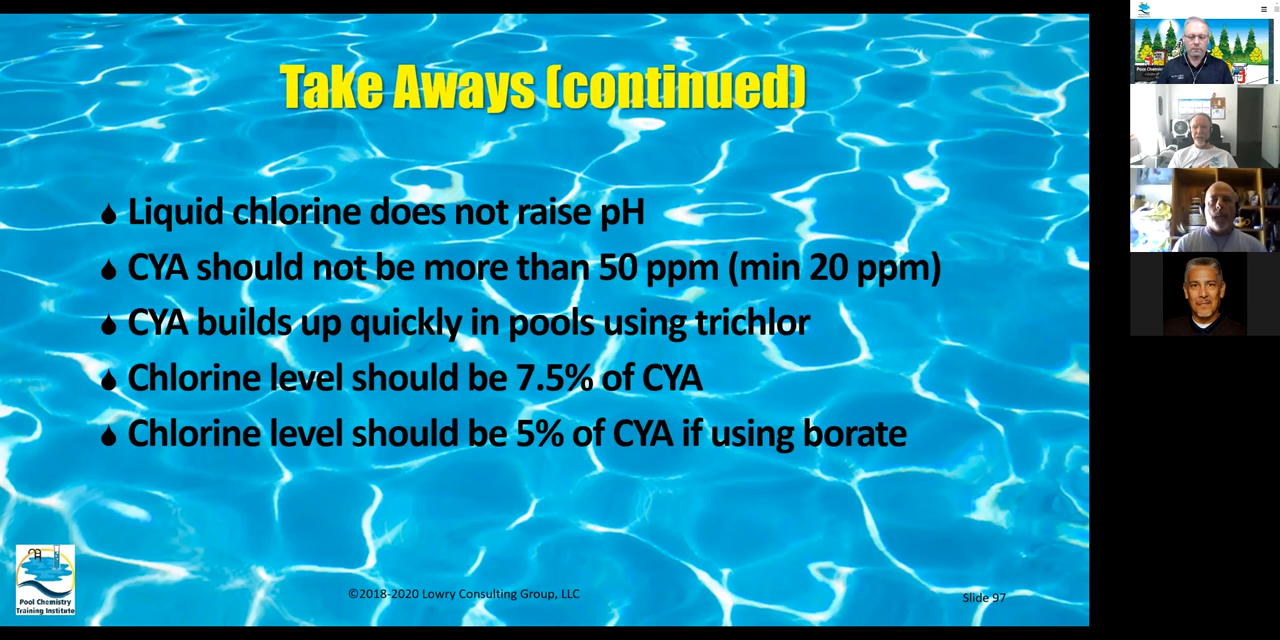 Take Aways (continued)
Liquid chlorine does not raise pH
CYA should not be more than 50 ppm (min 20 ppm)
CYA builds up quickly in pools using trichlor
Chlorine level should be 7.5% of CYA
Chlorine level should be 5% of CYA if using borate
Pool Chemistry
Training Institute
©2018-2020 Lowry Consulting Group, LLC
Slide 97